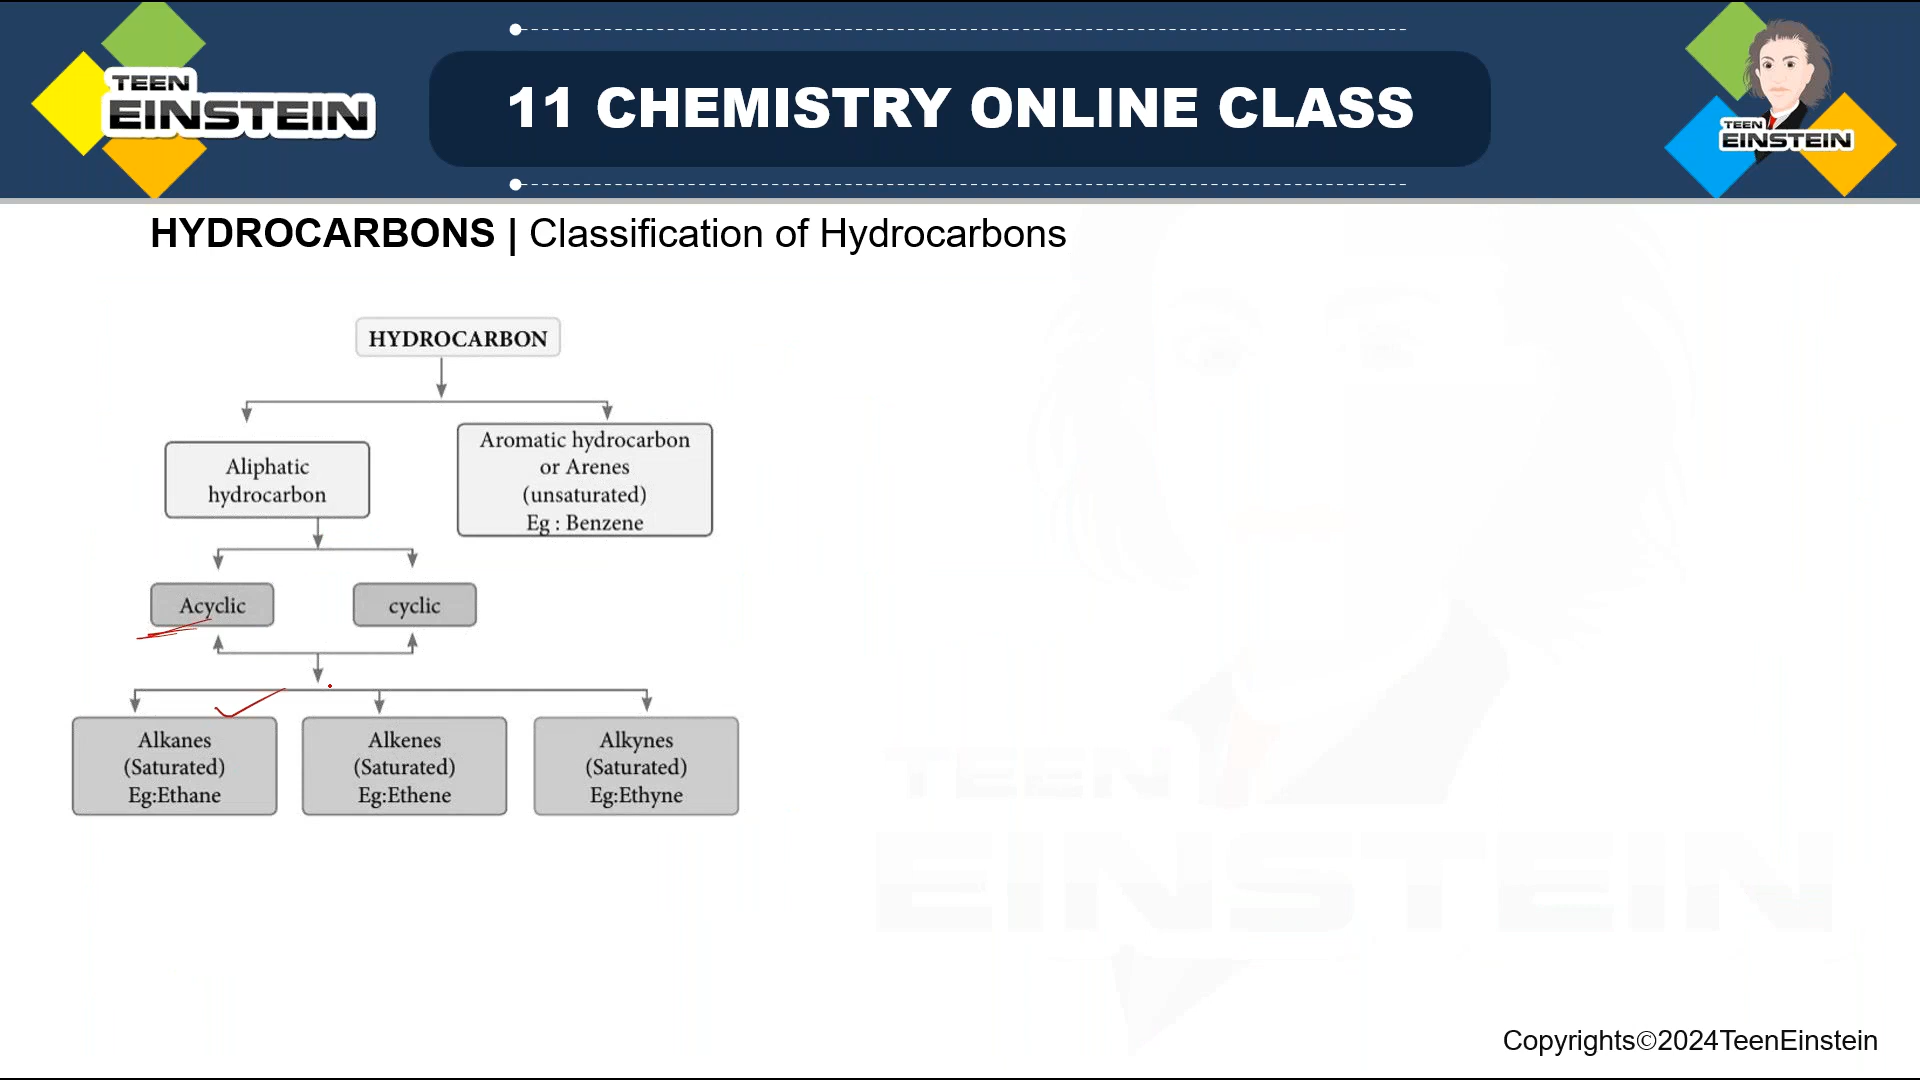 TEEN
EINSTEIN
11 CHEMISTRY ONLINE CLASS
TEEN
EINSTEIN
HYDROCARBONS | Classification of Hydrocarbons
HYDROCARBON
Aliphatic
hydrocarbon
Aromatic hydrocarbon
or Arenes
(unsaturated)
Eg : Benzene
Acyclic
cyclic
Alkanes
(Saturated)
Eg:Ethane
Alkenes
(Saturated)
Eg:Ethene
Alkynes
(Saturated)
Eg:Ethyne
TEEN
EINSTEIN
Copyrights©2024TeenEinstein